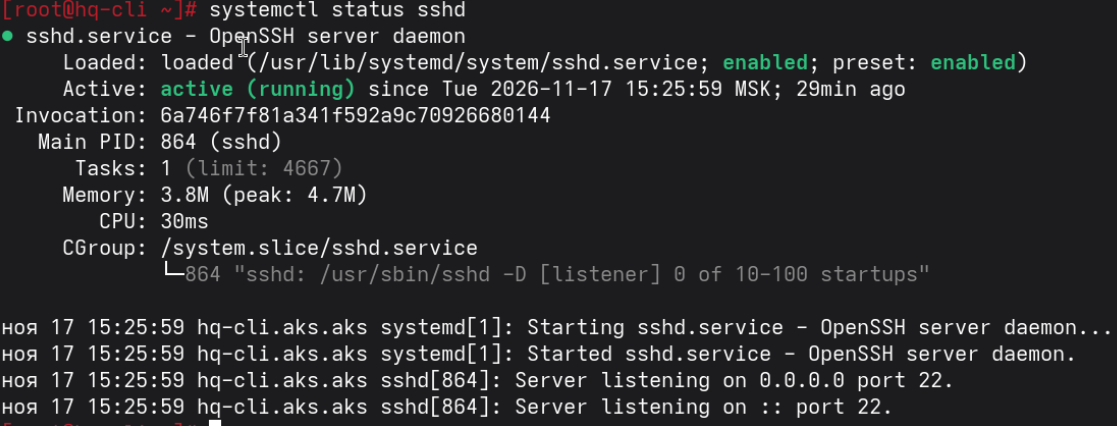 [root@hq-cli ~]# systemctl status sshd
● sshd.service – OpenSSH server daemon
Loaded: loaded (/usr/lib/systemd/system/sshd.service; enabled; preset: enabled)
Active: active (running) since Tue 2026-11-17 15:25:59 MSK; 29min ago
Invocation: 6a746f7f81a341f592a9c70926680144
Main PID: 864 (sshd)
Tasks: 1 (limit: 4667)
Memory: 3.8M (peak: 4.7M)
CPU: 30ms
CGroup: /system.slice/sshd.service
└─864 "sshd: /usr/sbin/sshd -D [listener] 0 of 10-100 startups"
ноя 17 15:25:59 hq-cli.aks.aks systemd[1]: Starting sshd.service – OpenSSH server daemon...
ноя 17 15:25:59 hq-cli.aks.aks systemd[1]: Started sshd.service – OpenSSH server daemon.
ноя 17 15:25:59 hq-cli.aks.aks sshd[864]: Server listening on 0.0.0.0 port 22.
ноя 17 15:25:59 hq-cli.aks.aks sshd[864]: Server listening on :: port 22.